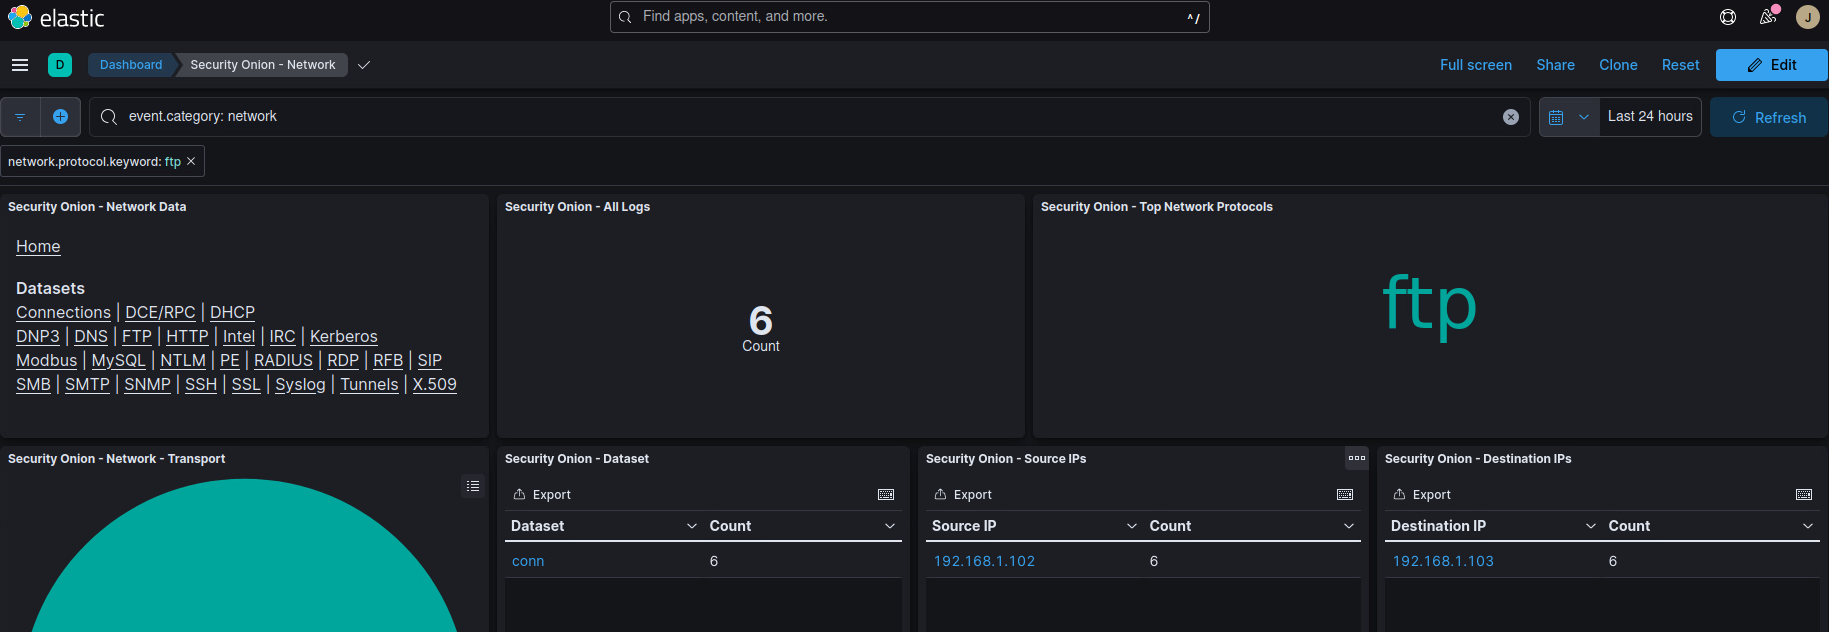 elastic
Find apps, content, and more.
^/
J
D
Dashboard
Security Onion - Network
Full screen
Share
Clone
Reset
Edit
event.category: network
Last 24 hours
Refresh
network.protocol.keyword: ftp
Security Onion - Network Data
Home
Datasets
Connections | DCE/RPC | DHCP
DNP3 | DNS | FTP | HTTP | Intel | IRC | Kerberos
Modbus | MySQL | NTLM | PE | RADIUS | RDP | RFB | SIP
SMB | SMTP | SNMP | SSH | SSL | Syslog | Tunnels | X.509
Security Onion - All Logs
6
Count
Security Onion - Top Network Protocols
ftp
Security Onion - Network - Transport
Security Onion - Dataset
Export
Dataset Count
conn 6
Security Onion - Source IPs
Export
Source IP Count
192.168.1.102 6
Security Onion - Destination IPs
Export
Destination IP Count
192.168.1.103 6